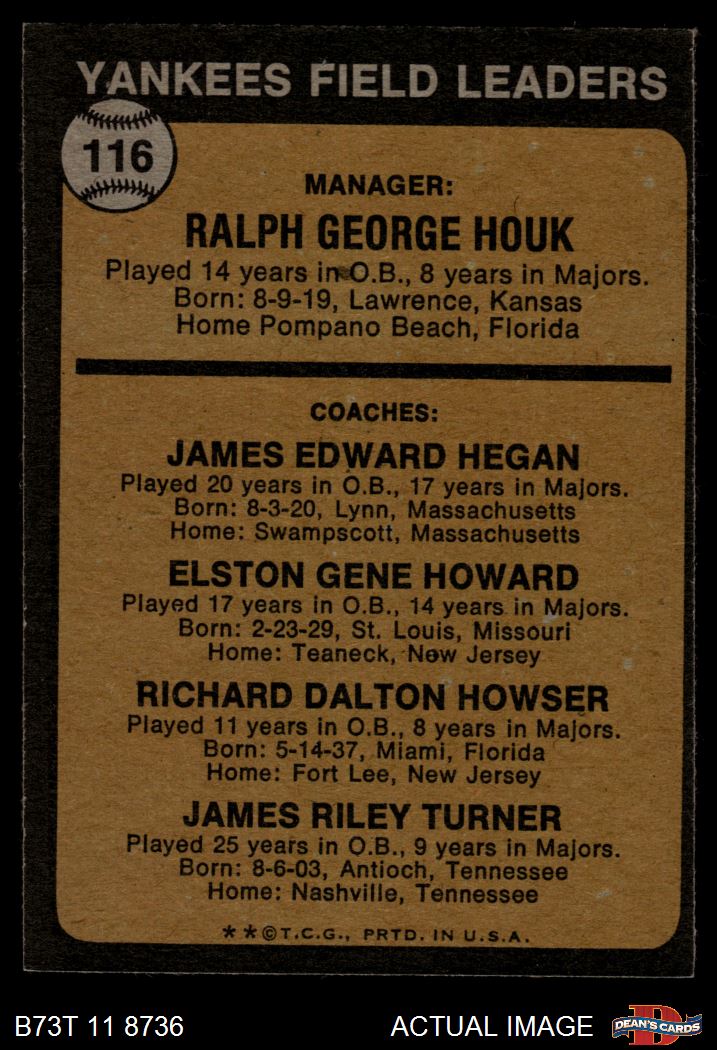 YANKEES FIELD LEADERS
116
MANAGER:
RALPH GEORGE HOUK
Played 14 years in O.B., 8 years in Majors.
Born: 8-9-19, Lawrence, Kansas
Home Pompano Beach, Florida
COACHES:
JAMES EDWARD HEGAN
Played 20 years in O.B., 17 years in Majors.
Born: 8-3-20, Lynn, Massachusetts
Home: Swampscott, Massachusetts
ELSTON GENE HOWARD
Played 17 years in O.B., 14 years in Majors.
Born: 2-23-29, St. Louis, Missouri
Home: Teaneck, New Jersey
RICHARD DALTON HOWSER
Played 11 years in O.B., 8 years in Majors.
Born: 5-14-37, Miami, Florida
Home: Fort Lee, New Jersey
JAMES RILEY TURNER
Played 25 years in O.B., 9 years in Majors.
Born: 8-6-03, Antioch, Tennessee
Home: Nashville, Tennessee
* * © T.C.G., PRTD. IN U.S.A.
B73T 11 8736
ACTUAL IMAGE
D
DEAN'S CARDS